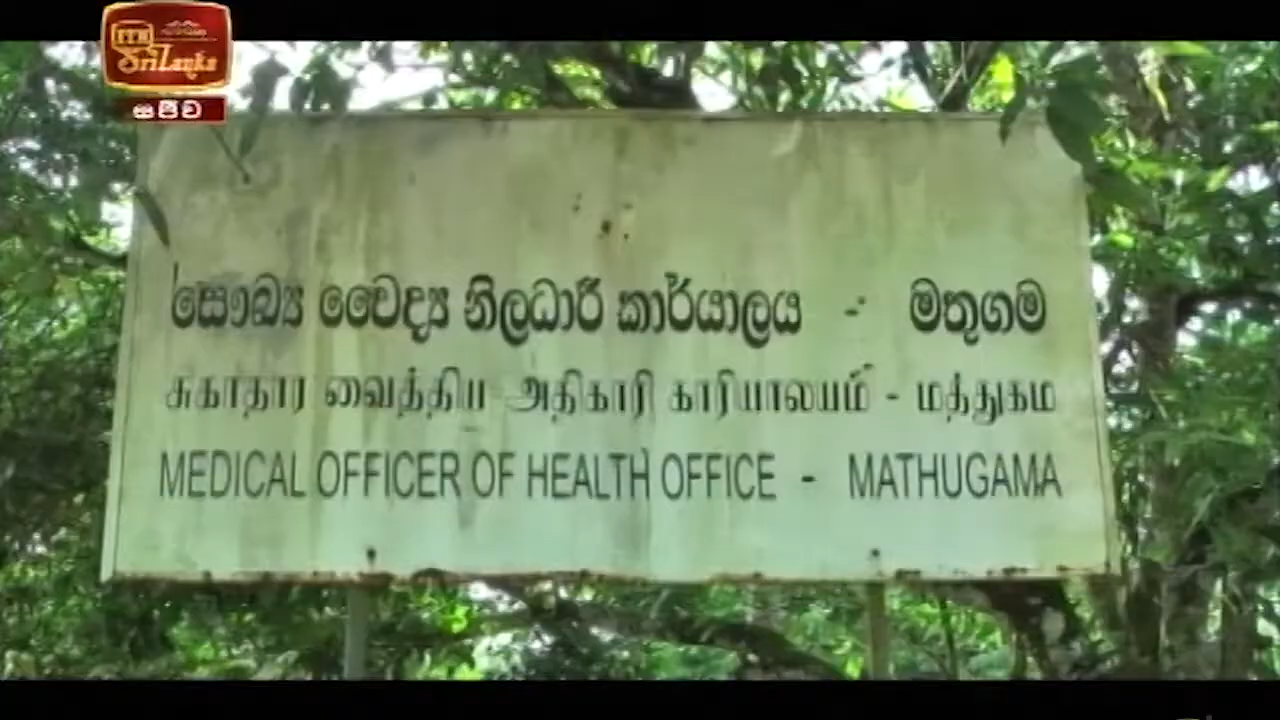 ITN
Sri Lanka
සජීව
සෞඛ්‍ය වෛද්‍ය නිලධාරී කාර්යාලය - මතුගම
சுகாதார வைத்திய அதிகாரி காரியாலயம் - மத்துகம
MEDICAL OFFICER OF HEALTH OFFICE - MATHUGAMA